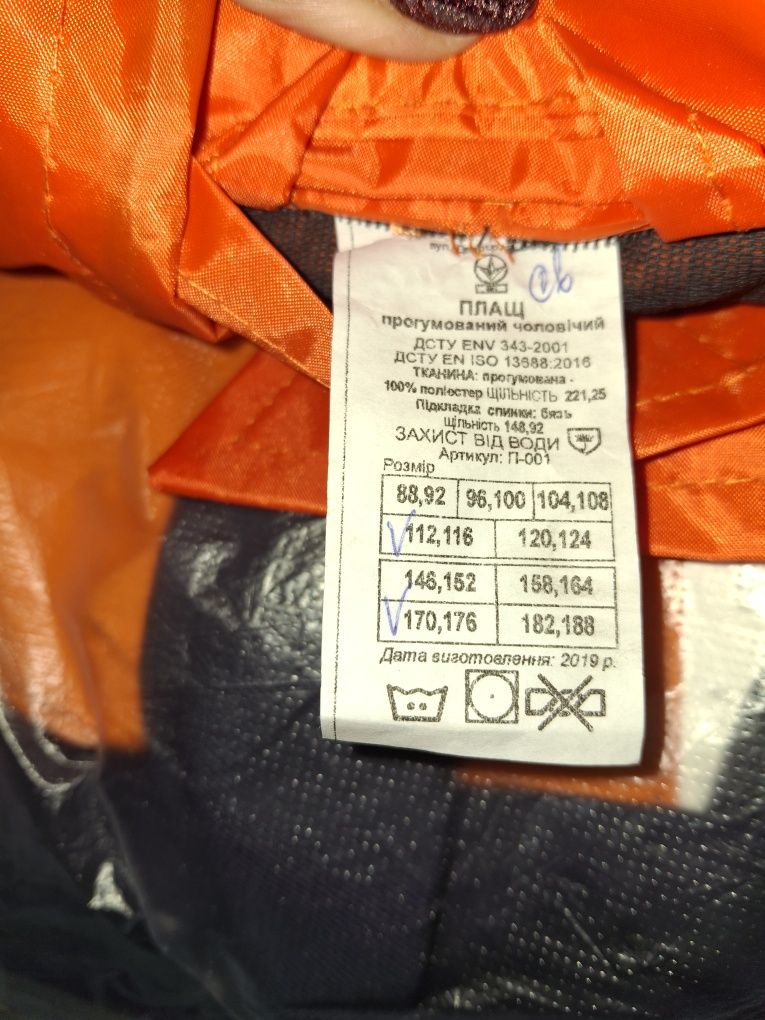 вул.
ПЛАЩ
прогумований чоловічий
ДСТУ ENV 343-2001
ДСТУ EN ISO 13688:2016
ТКАНИНА: прогумована -
100% поліестер ЩІЛЬНІСТЬ 221,25
Підкладка спинки: бязь
Щільність 148,92
ЗАХИСТ ВІД ВОДИ
Артикул: П-001
Розмір
88,92 96,100 104,108
112,116 120,124
146,152 158,164
170,176 182,188
Дата виготовлення: 2019 р.